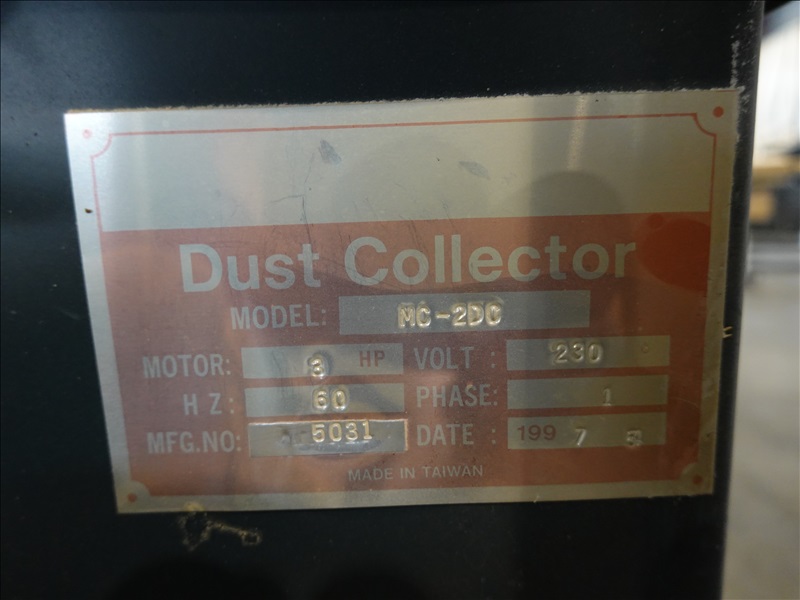 Dust Collector
MODEL: MC-2DC
MOTOR: 3 HP VOLT : 230
HZ: 60 PHASE: 1
MFG.NO: 5031 DATE : 199 7
MADE IN TAIWAN